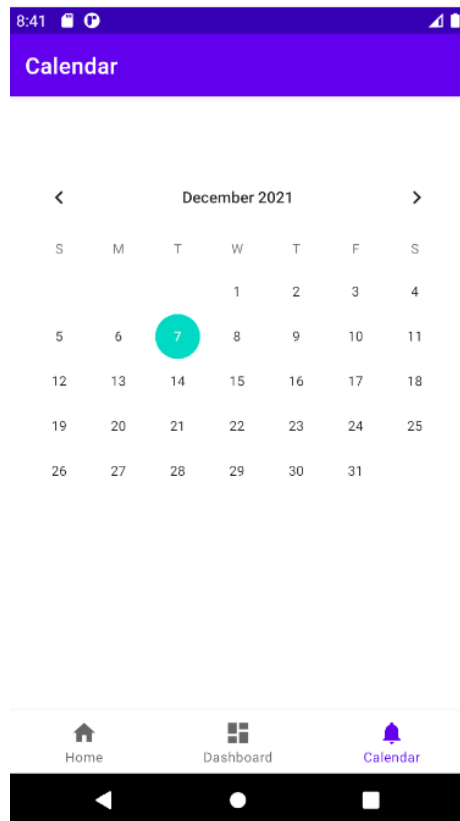 8:41
Calendar
December 2021
S M T W T F S
1 2 3 4
5 6 7 8 9 10 11
12 13 14 15 16 17 18
19 20 21 22 23 24 25
26 27 28 29 30 31
Home Dashboard Calendar